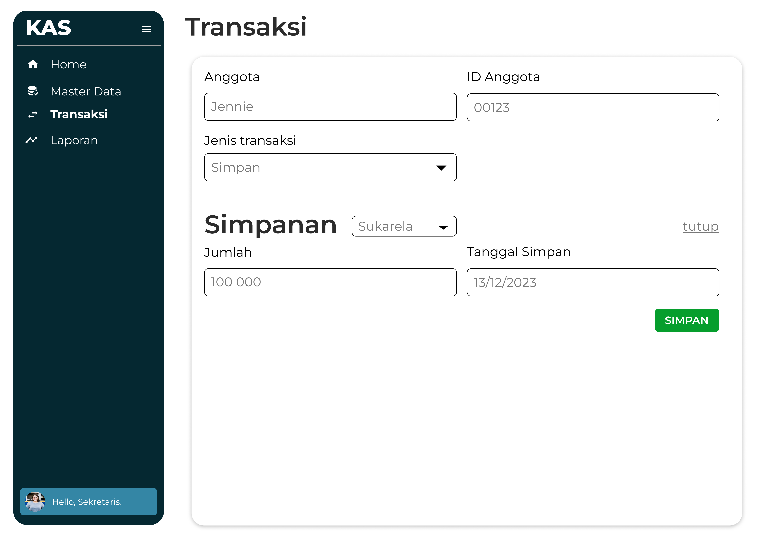 KAS
Home
Master Data
Transaksi
Laporan
Hello, Sekretaris.
Transaksi
Anggota
ID Anggota
Jennie
00123
Jenis transaksi
Simpan
Simpanan
Sukarela
tutup
Jumlah
Tanggal Simpan
100.000
13/12/2023
SIMPAN